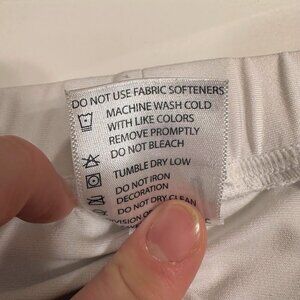 DO NOT USE FABRIC SOFTENERS
MACHINE WASH COLD
WITH LIKE COLORS
REMOVE PROMPTLY
DO NOT BLEACH
TUMBLE DRY LOW
DO NOT IRON
DECORATION
DO NOT DRY CLEAN